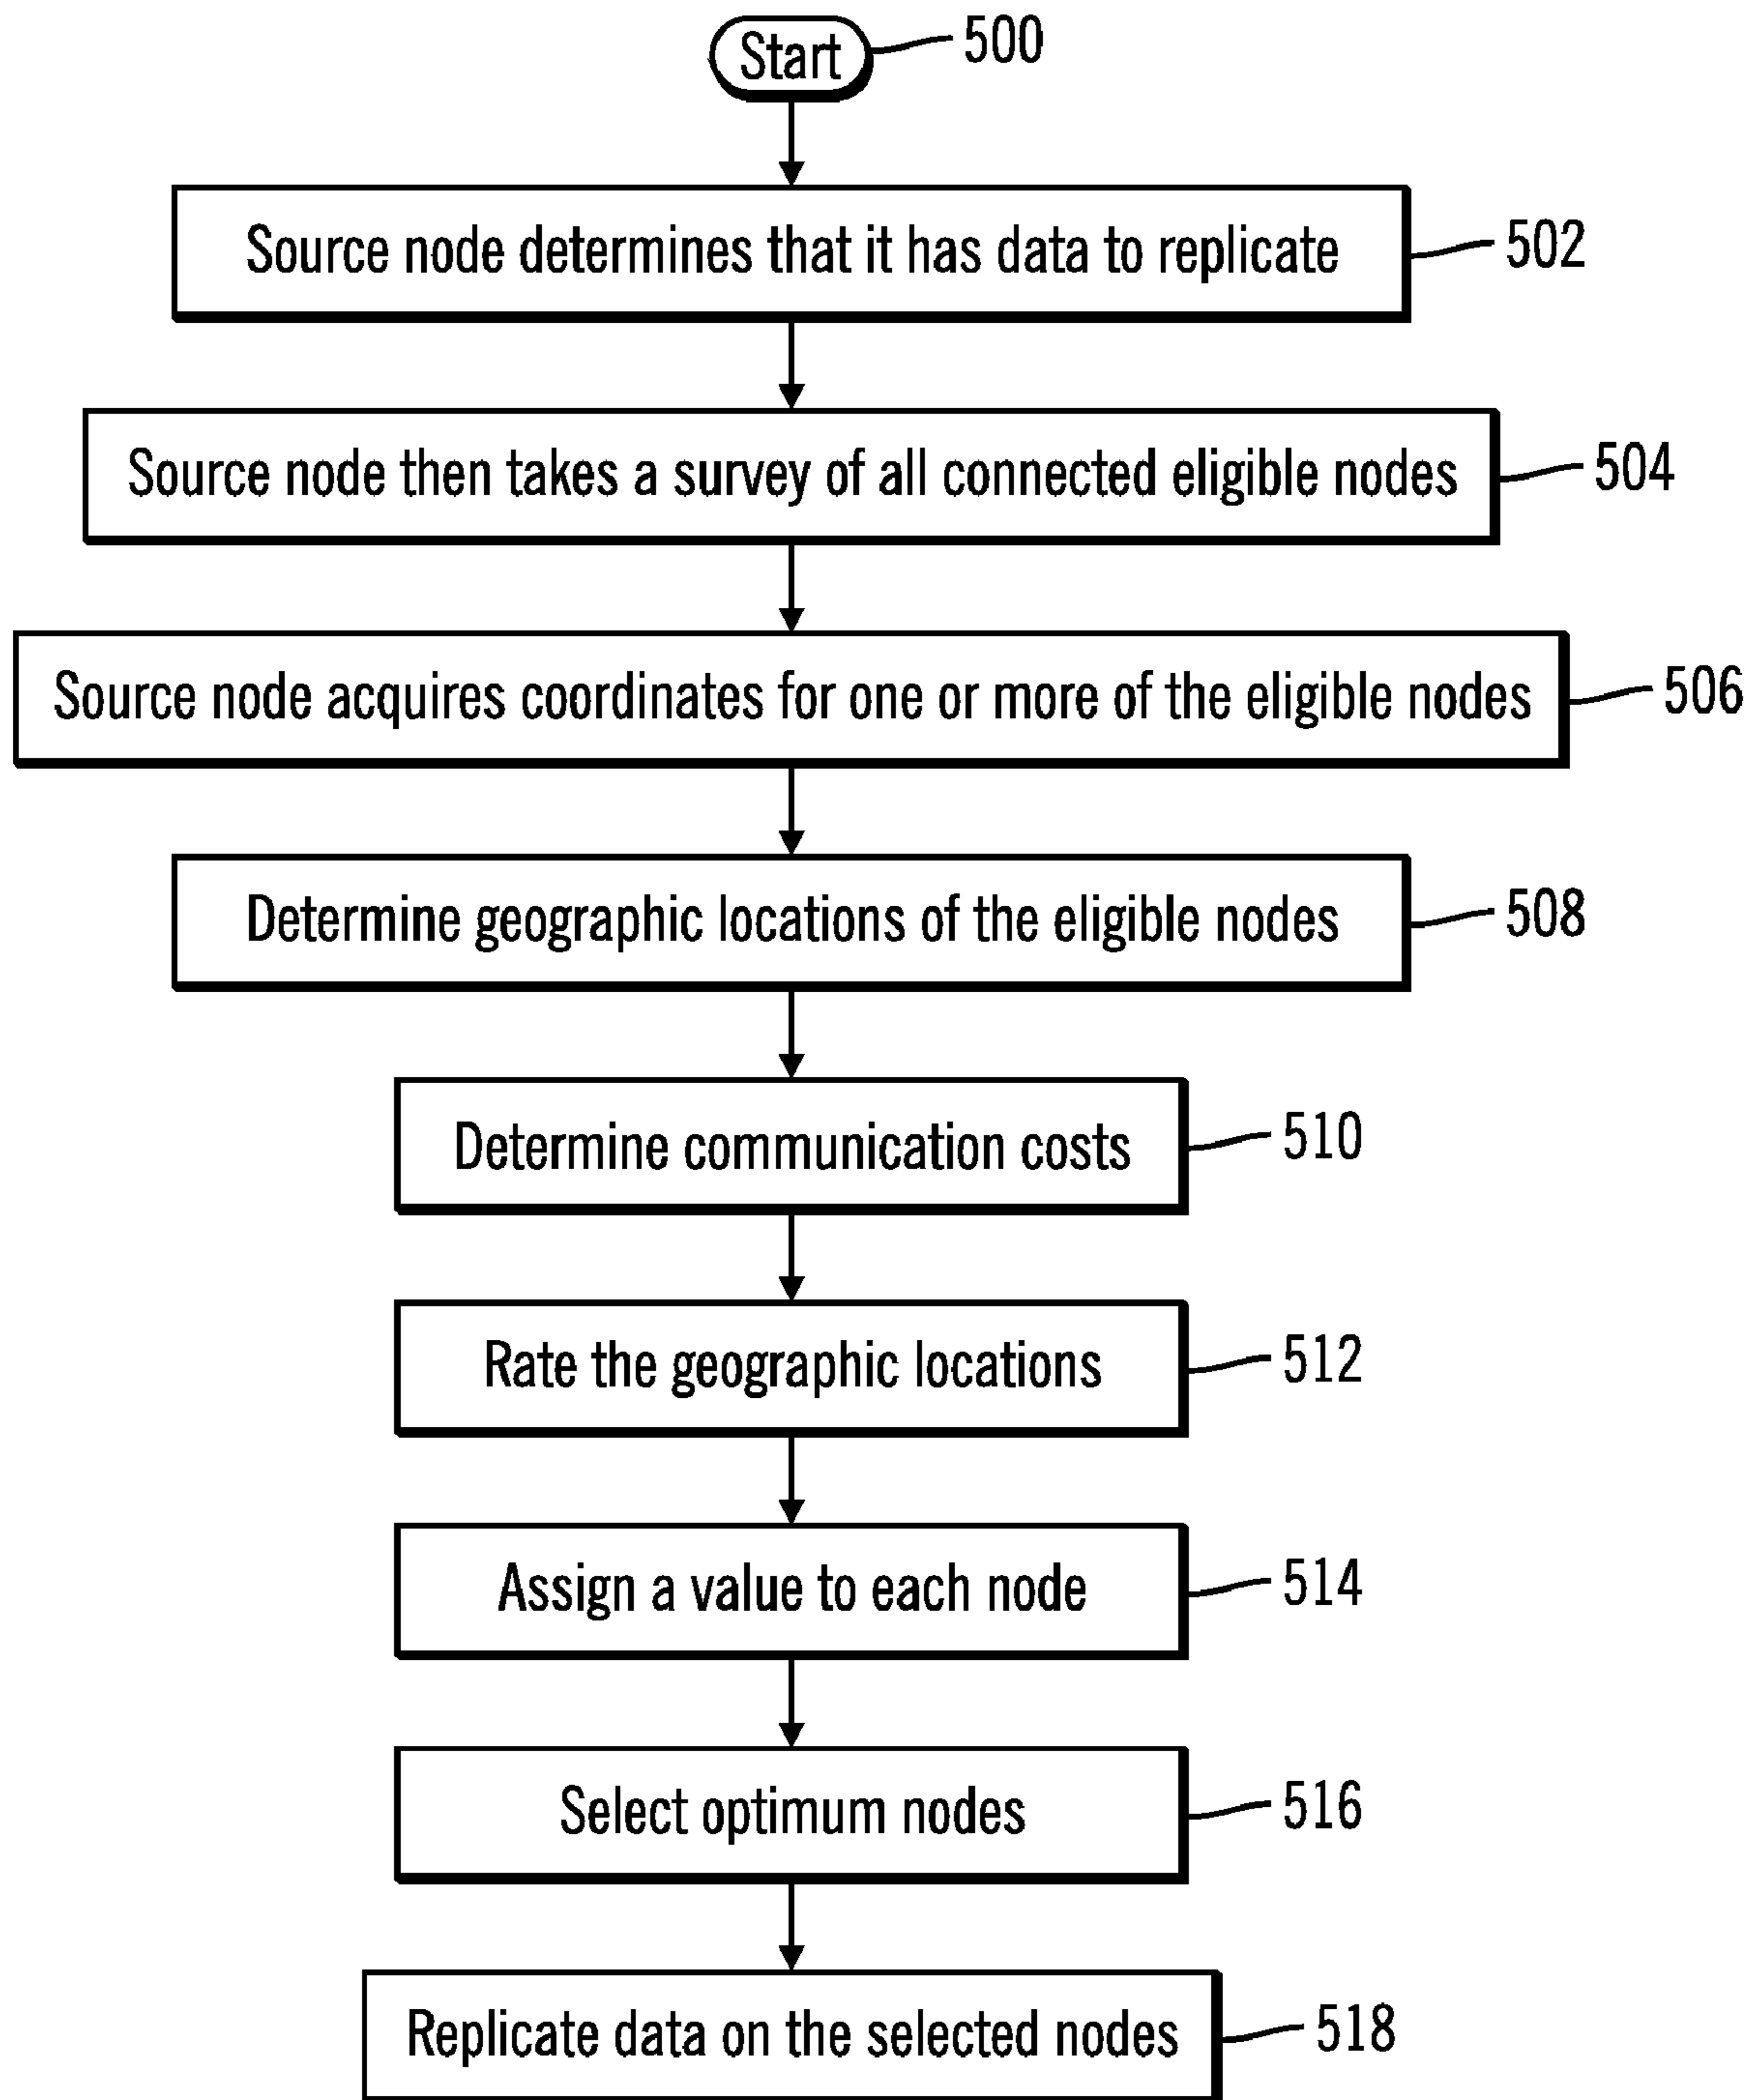 Start
500
Source node determines that it has data to replicate
502
Source node then takes a survey of all connected eligible nodes
504
Source node acquires coordinates for one or more of the eligible nodes
506
Determine geographic locations of the eligible nodes
508
Determine communication costs
510
Rate the geographic locations
512
Assign a value to each node
514
Select optimum nodes
516
Replicate data on the selected nodes
518